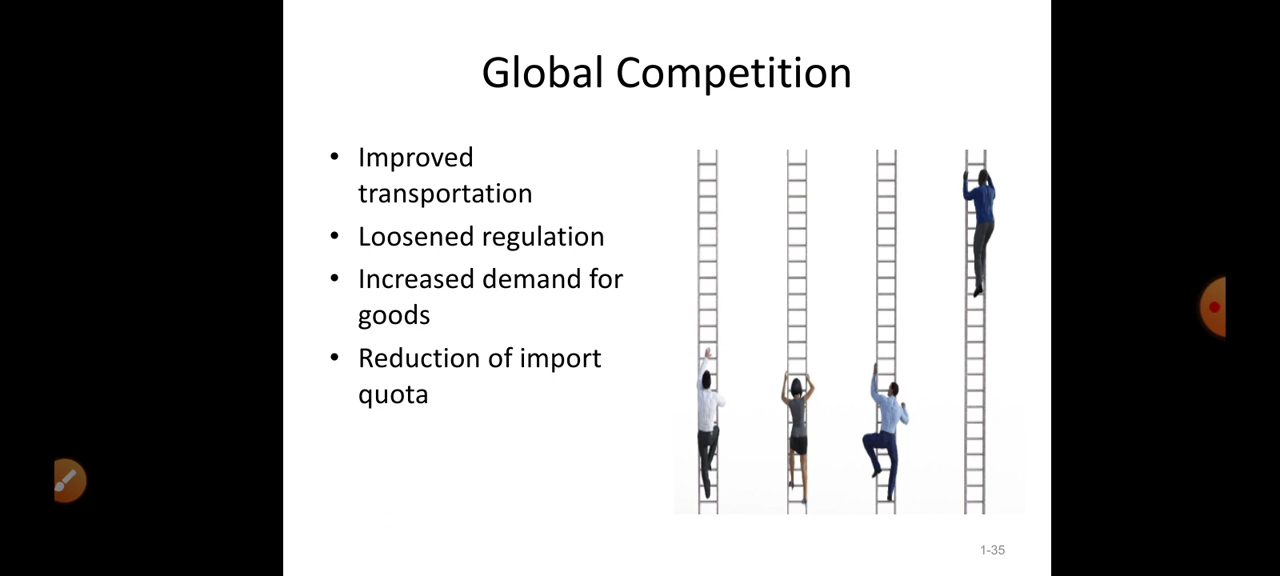 Global Competition
• Improved
transportation
• Loosened regulation
• Increased demand for
goods
• Reduction of import
quota
1-35